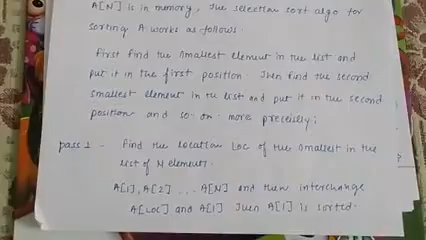 A[N] is in memory, The selection sort algo for
sorting A works as follows.
First find the smallest element in the list and
put it in the first position. Then find the second
smallest element in the list and put it in the second
position and so on. more precisely;
pass 1 - Find the location LOC of the smallest in the
list of N elements.
A[1], A[2] ... A[N] and then interchange
A[LOC] and A[1] Then A[1] is sorted.